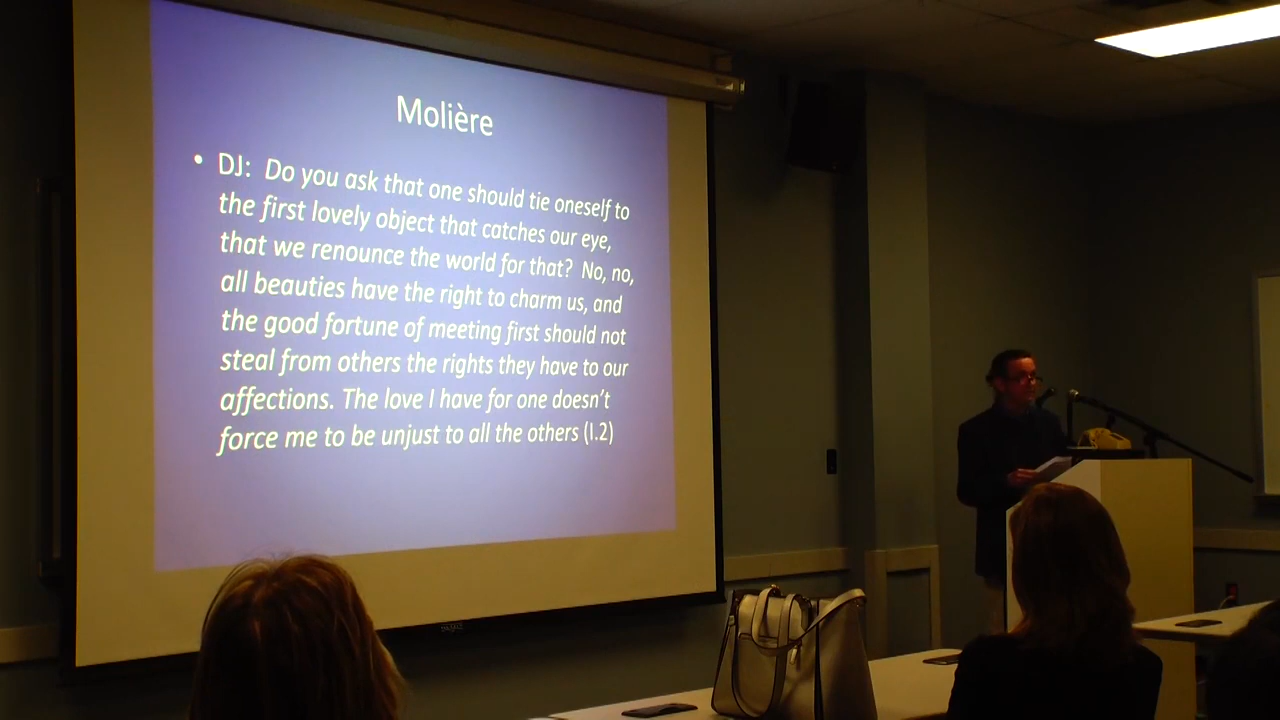 Molière
• DJ: Do you ask that one should tie oneself to
the first lovely object that catches our eye,
that we renounce the world for that? No, no,
all beauties have the right to charm us, and
the good fortune of meeting first should not
steal from others the rights they have to our
affections. The love I have for one doesn't
force me to be unjust to all the others (I.2)